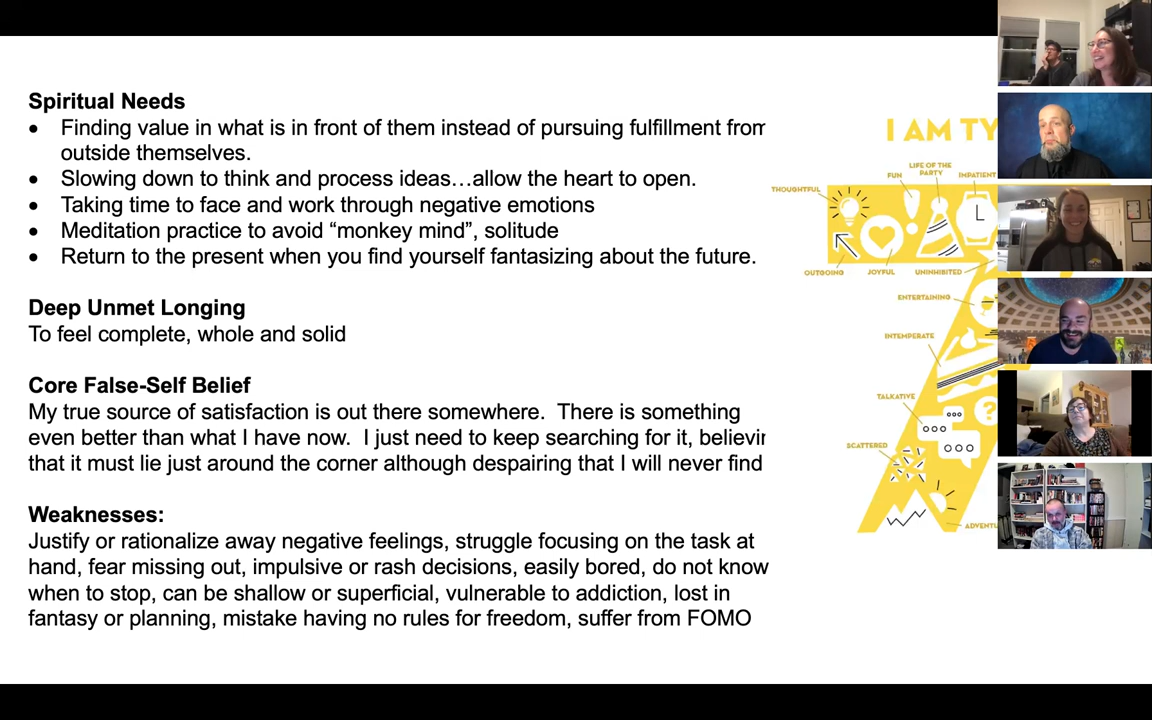 Spiritual Needs
• Finding value in what is in front of them instead of pursuing fulfillment from
outside themselves.
• Slowing down to think and process ideas…allow the heart to open.
• Taking time to face and work through negative emotions
• Meditation practice to avoid “monkey mind”, solitude
• Return to the present when you find yourself fantasizing about the future.
Deep Unmet Longing
To feel complete, whole and solid
Core False-Self Belief
My true source of satisfaction is out there somewhere.  There is something
even better than what I have now.  I just need to keep searching for it, believin
that it must lie just around the corner although despairing that I will never find
Weaknesses:
Justify or rationalize away negative feelings, struggle focusing on the task at
hand, fear missing out, impulsive or rash decisions, easily bored, do not know
when to stop, can be shallow or superficial, vulnerable to addiction, lost in
fantasy or planning, mistake having no rules for freedom, suffer from FOMO
I AM TY
LIFE OF THE
PARTY
FUN
IMPATIENT
THOUGHTFUL
OUTGOING
JOYFUL
UNINHIBITED
ENTERTAINING
INTEMPERATE
TALKATIVE
?
SCATTERED
ADVENTU